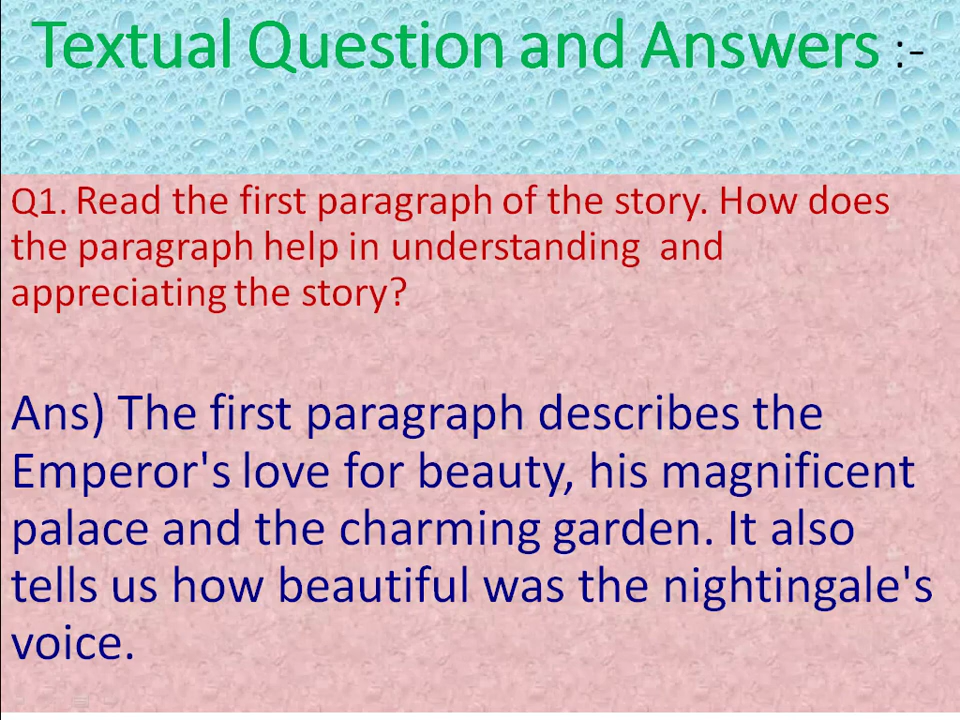 Textual Question and Answers :-
Q1. Read the first paragraph of the story. How does
the paragraph help in understanding and
appreciating the story?
Ans) The first paragraph describes the
Emperor's love for beauty, his magnificent
palace and the charming garden. It also
tells us how beautiful was the nightingale's
voice.